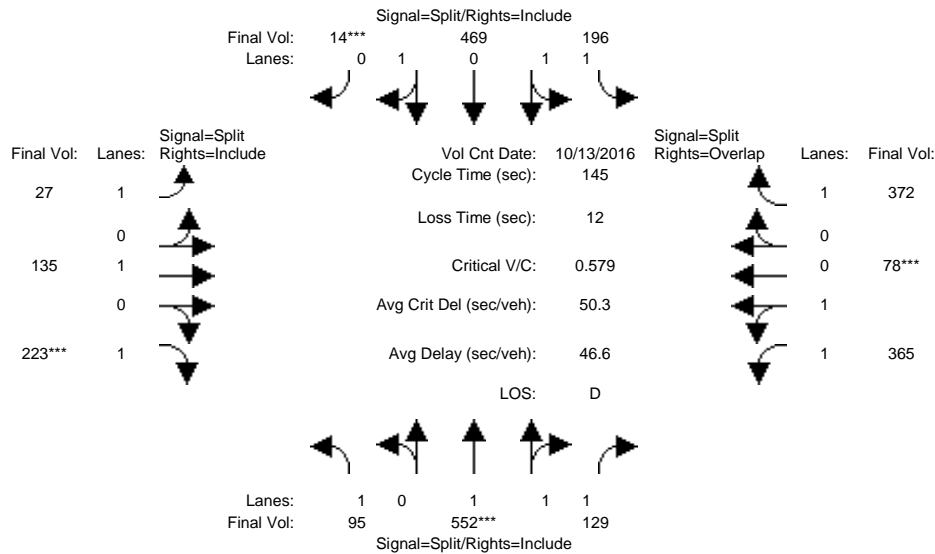 Signal=Split/Rights=Include
Final Vol: 14*** 469 196
Lanes: 0 1 0 1 1
Signal=Split
Final Vol: Lanes: Rights=Include
Vol Cnt Date: 10/13/2016
Signal=Split
Rights=Overlap Lanes: Final Vol:
Cycle Time (sec): 145
27 1
1 372
Loss Time (sec): 12
0
0
135 1
Critical V/C: 0.579
0 78***
0
Avg Crit Del (sec/veh): 50.3
1
223*** 1
Avg Delay (sec/veh): 46.6
1 365
LOS: D
Lanes: 1 0 1 1 1
Final Vol: 95 552*** 129
Signal=Split/Rights=Include